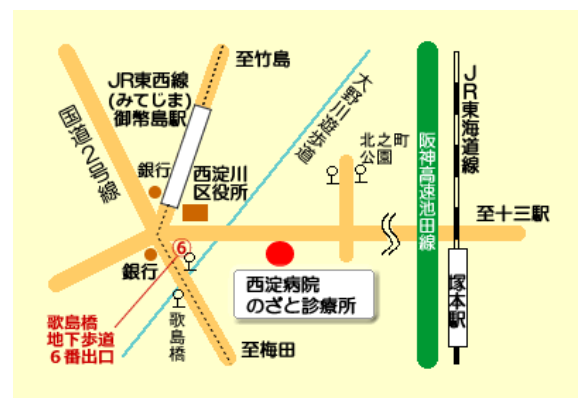 至竹島
JR東西線
(みてじま)
御幣島駅
国道2号線
大野川遊歩道
北之町
公園
阪神高速池田線
JR東海道線
銀行
西淀川
区役所
至十三駅
6
銀行
西淀病院
のざと診療所
塚本駅
歌島橋
地下歩道
6番出口
歌島橋
至梅田